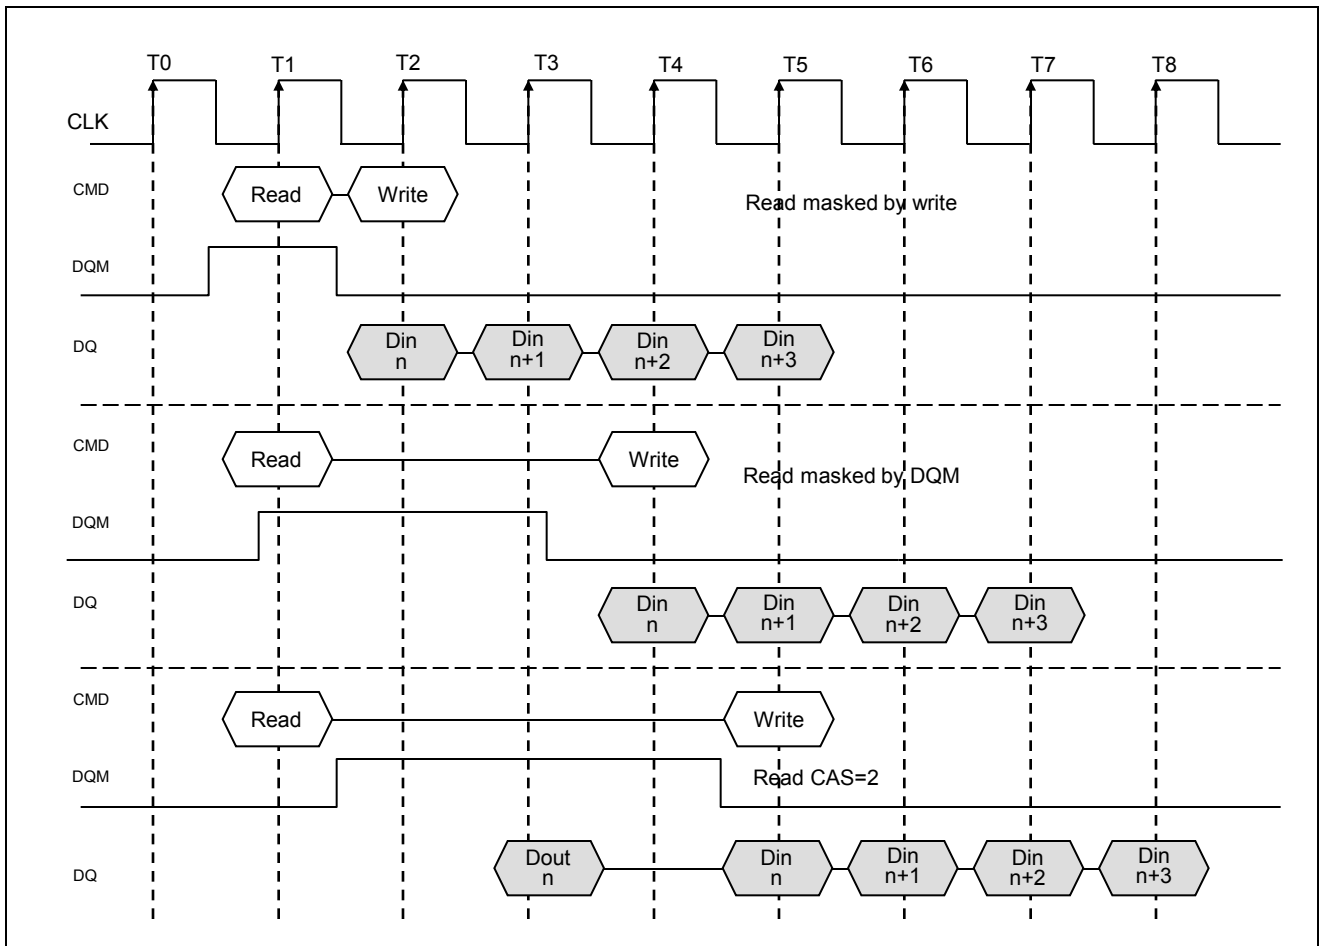 T0 T1 T2 T3 T4 T5 T6 T7 T8
CLK
CMD Read Write Read masked by write
DQM
DQ Din Din Din Din
n n+1 n+2 n+3
CMD Read Write Read masked by DQM
DQM
DQ Din Din Din Din
n n+1 n+2 n+3
CMD Read Write
DQM Read CAS=2
DQ Dout Din Din Din Din
n n n+1 n+2 n+3